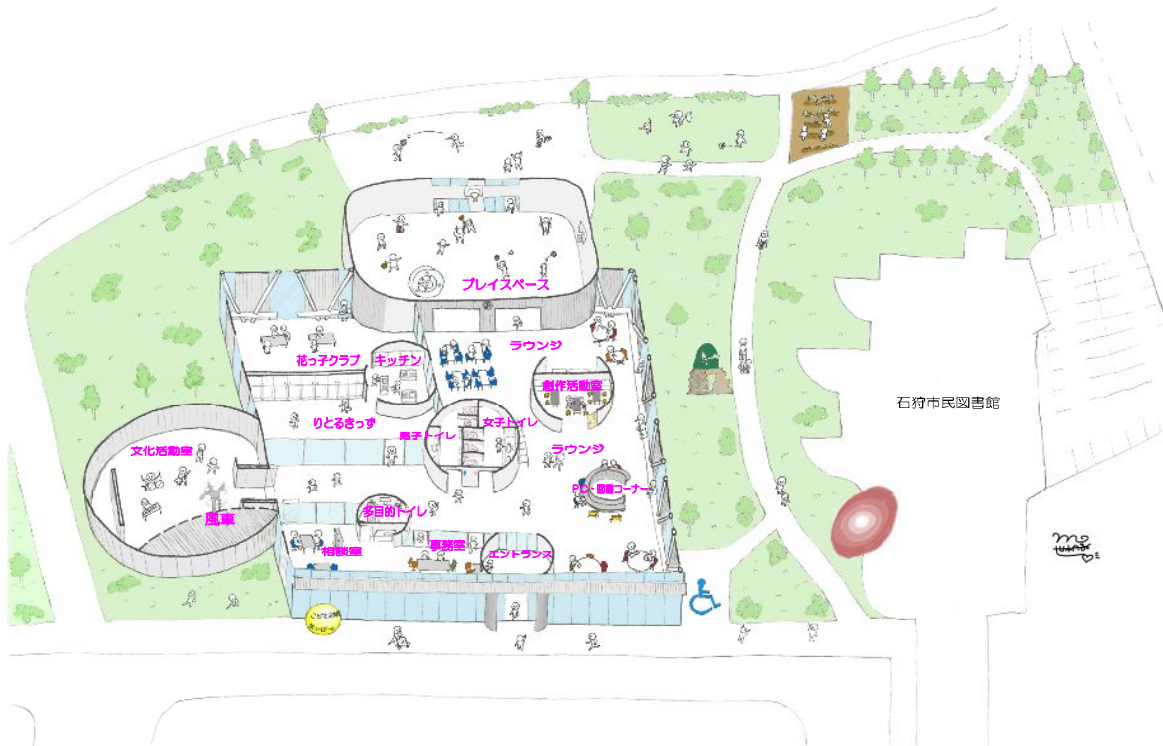 プレイスペース
ラウンジ
花っ子クラブ
キッチン
創作活動室
りとるきっず
男子トイレ
女子トイレ
文化活動室
ラウンジ
PC・図書コーナー
風車
多目的トイレ
相談室
事務室
エントランス
石狩市民図書館